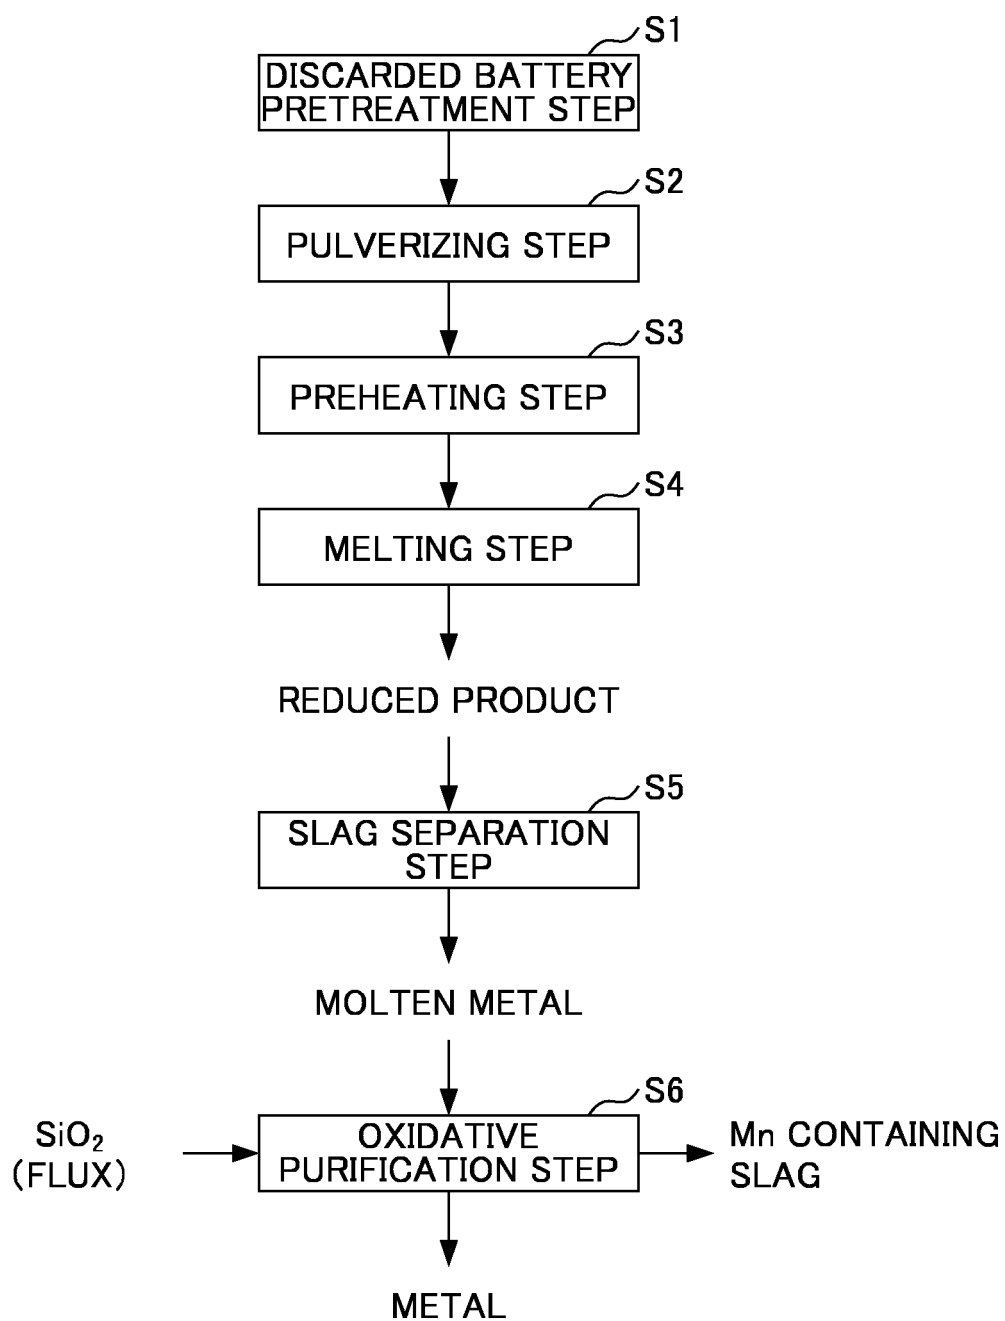 S1
DISCARDED BATTERY
PRETREATMENT STEP
S2
PULVERIZING STEP
S3
PREHEATING STEP
S4
MELTING STEP
REDUCED PRODUCT
S5
SLAG SEPARATION
STEP
MOLTEN METAL
S6
SiO₂
(FLUX)
OXIDATIVE
PURIFICATION STEP
Mn CONTAINING
SLAG
METAL